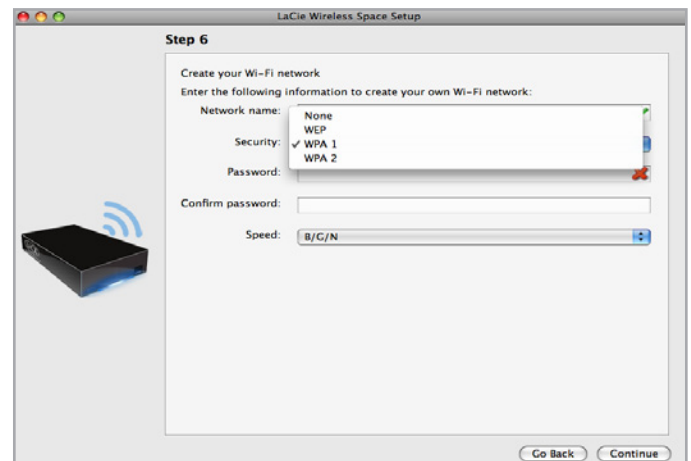 LaCie Wireless Space Setup
Step 6
Create your Wi-Fi network
Enter the following information to create your own Wi-Fi network:
Network name:
None
WEP
Security: ✓ WPA 1
WPA 2
Password:
Confirm password:
Speed: B/G/N
Go Back Continue